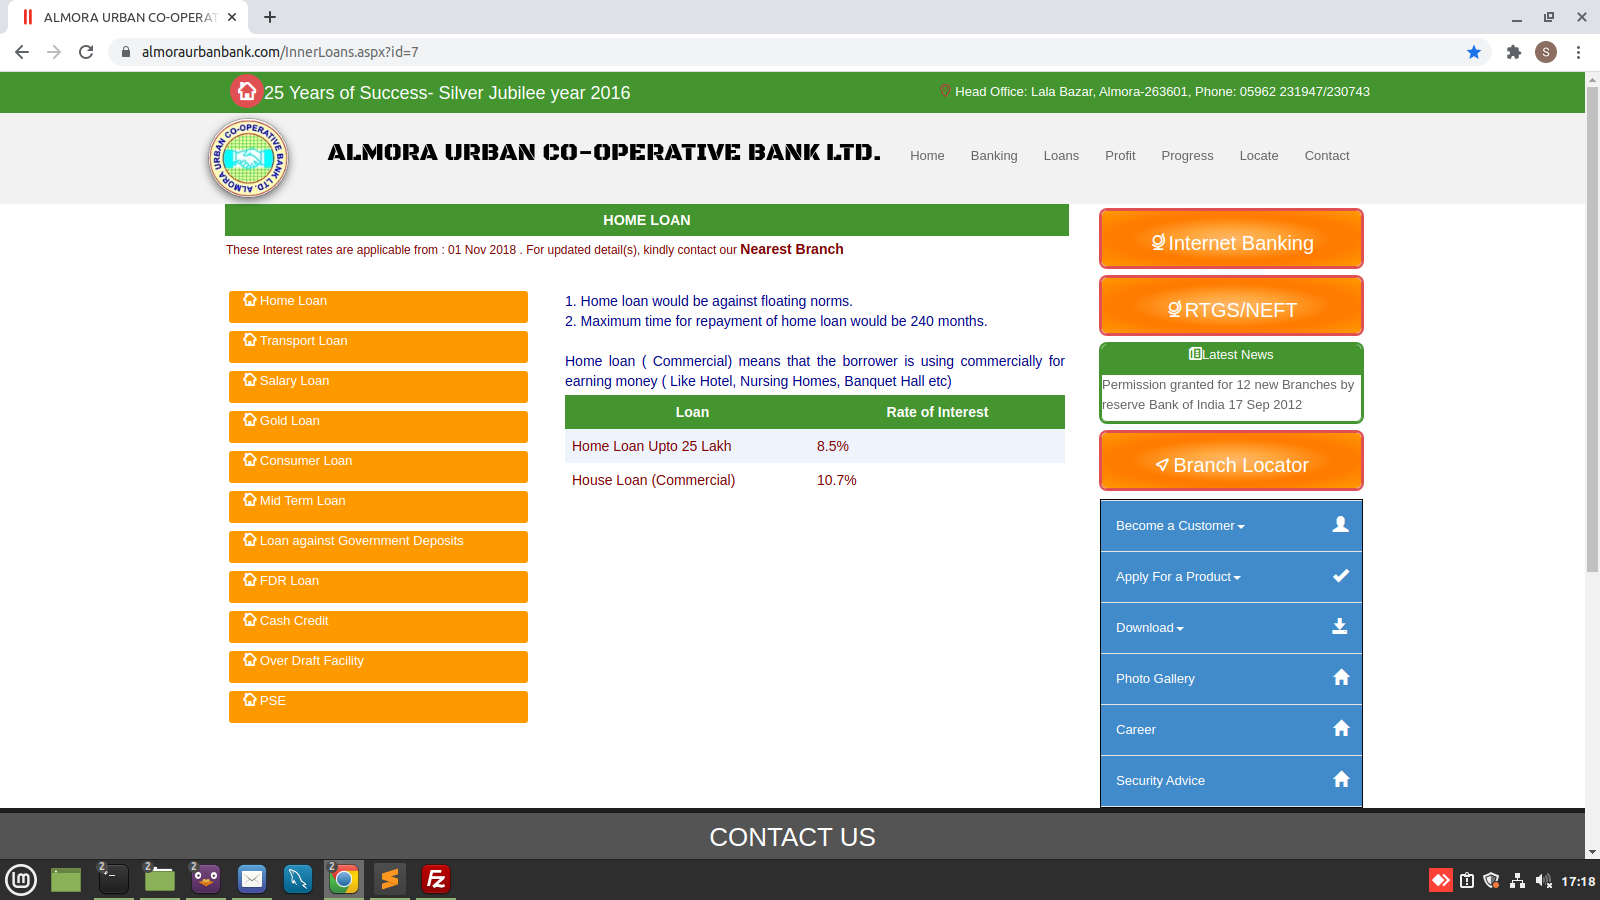 ALMORA URBAN CO-OPERAT
almoraurbanbank.com/InnerLoans.aspx?id=7
S
25 Years of Success- Silver Jubilee year 2016
Head Office: Lala Bazar, Almora-263601, Phone: 05962 231947/230743
URBAN CO-OPERATIVE BANK LTD. ALMORA
ALMORA URBAN CO-OPERATIVE BANK LTD.
Home Banking Loans Profit Progress Locate Contact
HOME LOAN
These Interest rates are applicable from : 01 Nov 2018 . For updated detail(s), kindly contact our Nearest Branch
Home Loan
Transport Loan
Salary Loan
Gold Loan
Consumer Loan
Mid Term Loan
Loan against Government Deposits
FDR Loan
Cash Credit
Over Draft Facility
PSE
1. Home loan would be against floating norms.
2. Maximum time for repayment of home loan would be 240 months.
Home loan ( Commercial) means that the borrower is using commercially for
earning money ( Like Hotel, Nursing Homes, Banquet Hall etc)
Loan Rate of Interest
Home Loan Upto 25 Lakh 8.5%
House Loan (Commercial) 10.7%
Internet Banking
RTGS/NEFT
Latest News
Permission granted for 12 new Branches by
reserve Bank of India 17 Sep 2012
Branch Locator
Become a Customer
Apply For a Product
Download
Photo Gallery
Career
Security Advice
CONTACT US
2 2 2 2
17:18